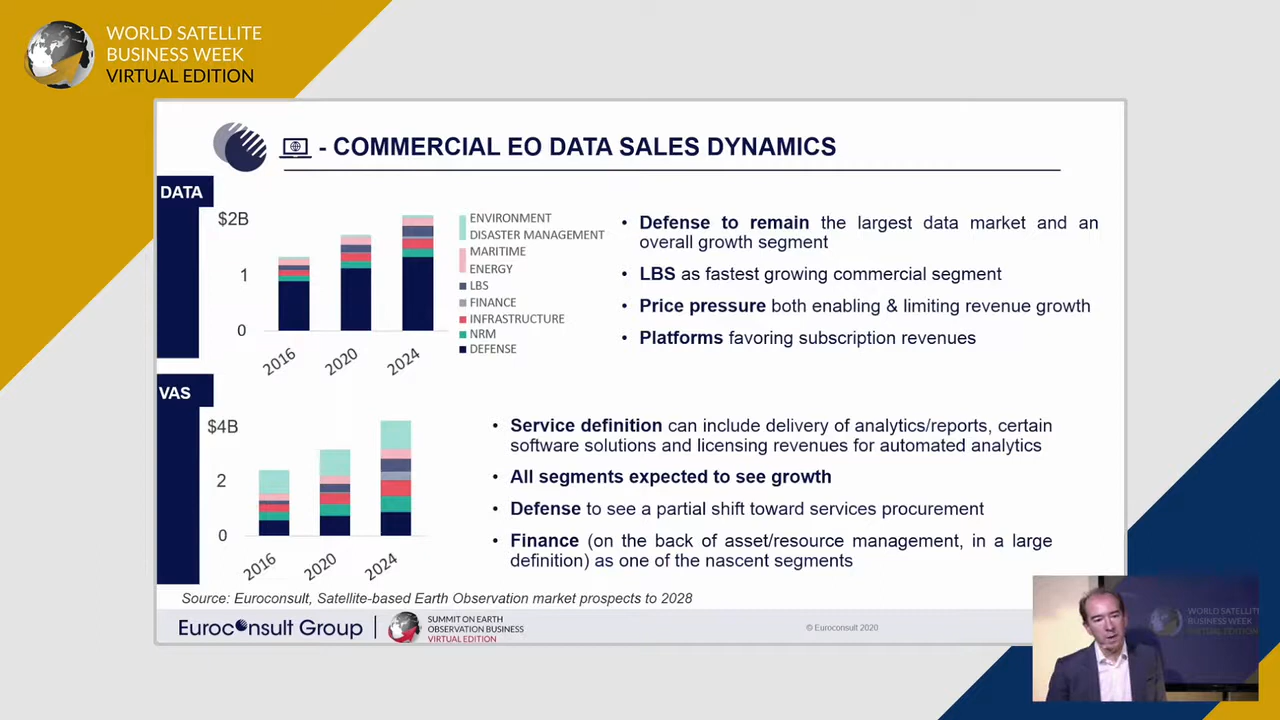 WORLD SATELLITE
BUSINESS WEEK
VIRTUAL EDITION
- COMMERCIAL EO DATA SALES DYNAMICS
DATA
$2B
1
0
2016
2020
2024
ENVIRONMENT
DISASTER MANAGEMENT
MARITIME
ENERGY
LBS
FINANCE
INFRASTRUCTURE
NRM
DEFENSE
• Defense to remain the largest data market and an
overall growth segment
• LBS as fastest growing commercial segment
• Price pressure both enabling & limiting revenue growth
• Platforms favoring subscription revenues
VAS
$4B
2
0
2016
2020
2024
• Service definition can include delivery of analytics/reports, certain
software solutions and licensing revenues for automated analytics
• All segments expected to see growth
• Defense to see a partial shift toward services procurement
• Finance (on the back of asset/resource management, in a large
definition) as one of the nascent segments
Source: Euroconsult, Satellite-based Earth Observation market prospects to 2028
Euroconsult Group
SUMMIT ON EARTH
OBSERVATION BUSINESS
VIRTUAL EDITION
© Euroconsult 2020
WORLD SATELLITE
BUSINESS WEEK
VIRTUAL EDITION